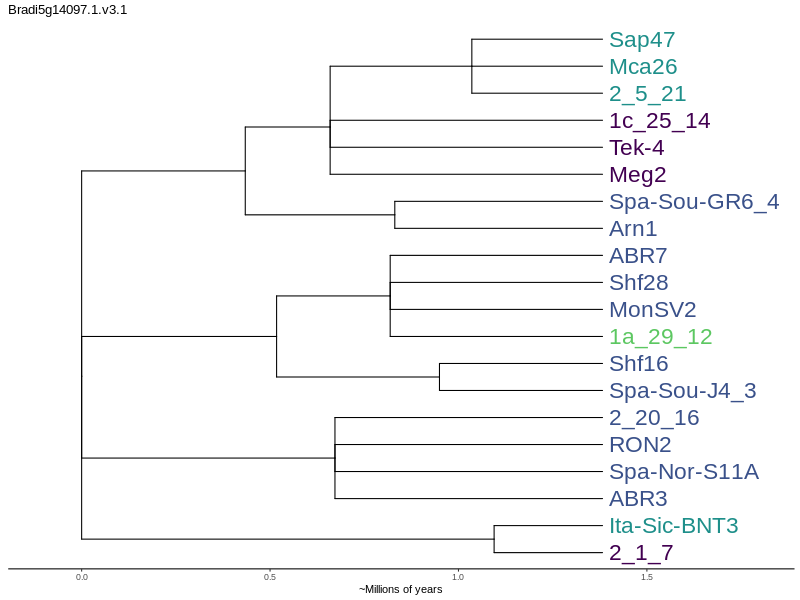 Bradi5g14097.1.v3.1
Sap47
Mca26
2_5_21
1c_25_14
Tek-4
Meg2
Spa-Sou-GR6_4
Arn1
ABR7
Shf28
MonSV2
1a_29_12
Shf16
Spa-Sou-J4_3
2_20_16
RON2
Spa-Nor-S11A
ABR3
Ita-Sic-BNT3
2_1_7
0.0 0.5 1.0 1.5
~Millions of years